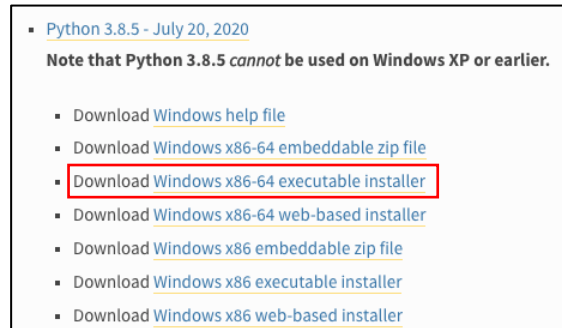 Python 3.8.5 - July 20, 2020
Note that Python 3.8.5 cannot be used on Windows XP or earlier.
Download Windows help file
Download Windows x86-64 embeddable zip file
Download Windows x86-64 executable installer
Download Windows x86-64 web-based installer
Download Windows x86 embeddable zip file
Download Windows x86 executable installer
Download Windows x86 web-based installer